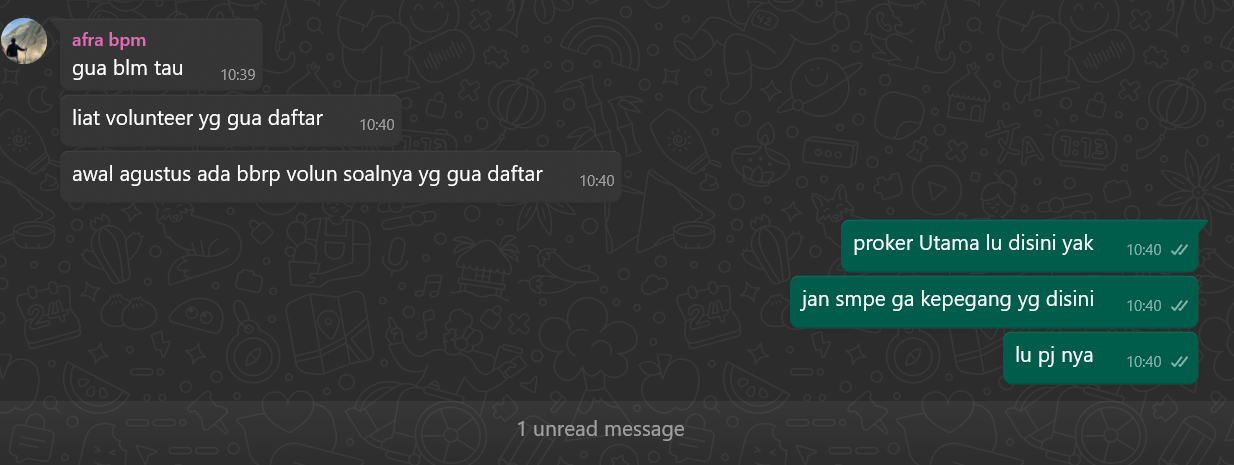 afra bpm
gua blm tau
10:39
liat volunteer yg gua daftar
10:40
awal agustus ada bbrp volun soalnya yg gua daftar
10:40
proker Utama lu disini yak
10:40
jan smpe ga kepegang yg disini
10:40
lu pj nya
10:40
1 unread message